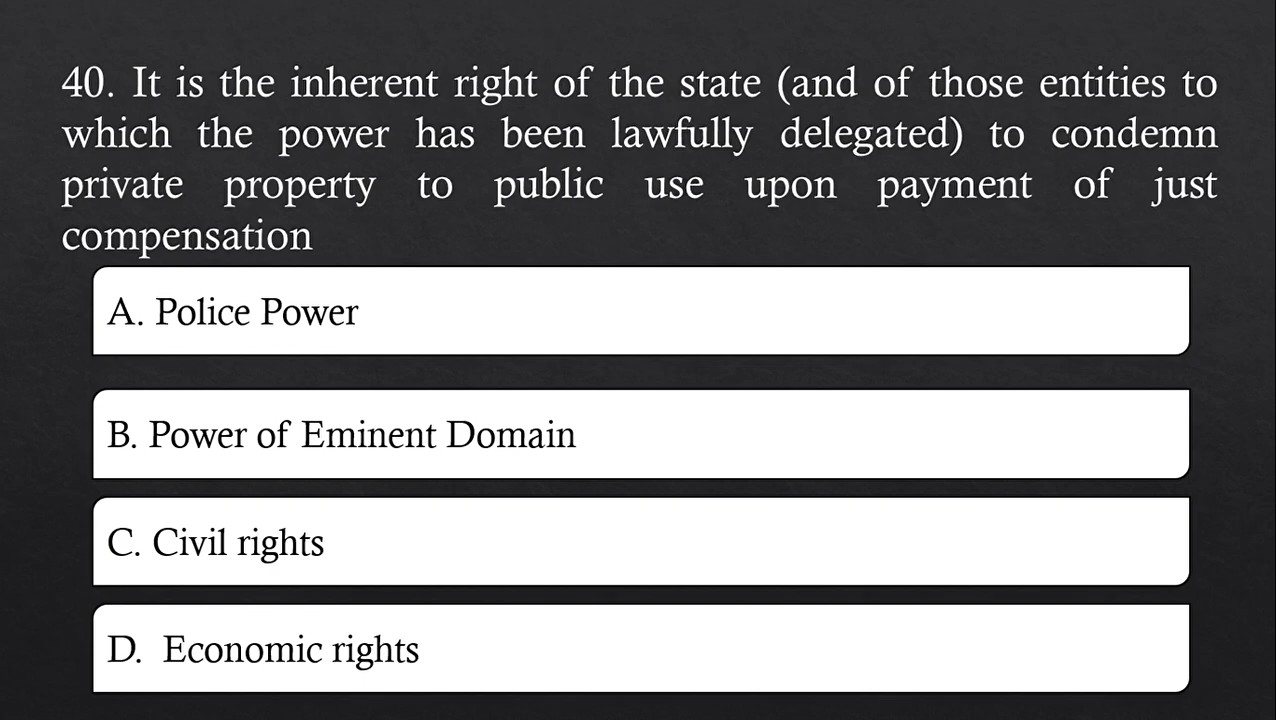 40. It is the inherent right of the state (and of those entities to
which the power has been lawfully delegated) to condemn
private property to public use upon payment of just
compensation
A. Police Power
B. Power of Eminent Domain
C. Civil rights
D. Economic rights